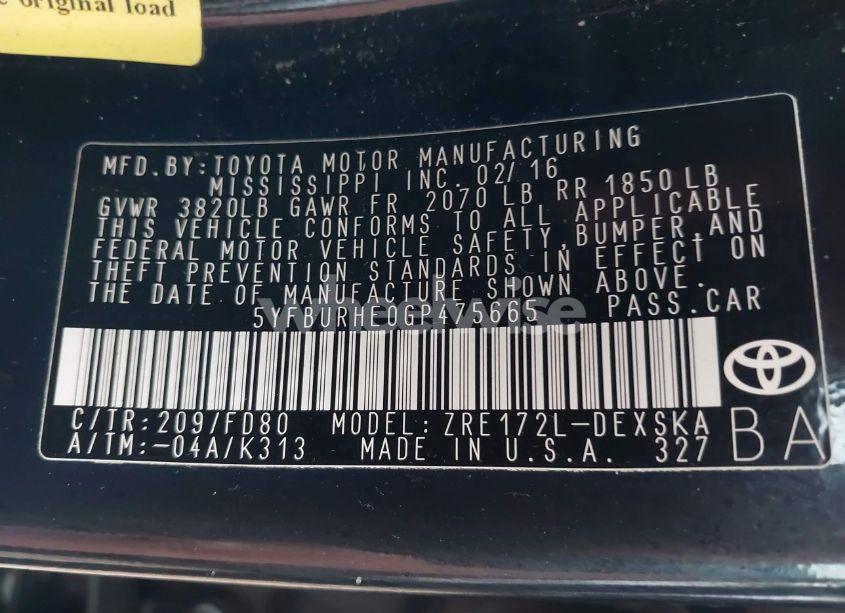 e original load
MFD.BY:TOYOTA MOTOR MANUFACTURING
MISSISSIPPI INC. 02/16
GVWR 3820LB GAWR FR 2070 LB RR 1850 LB
THIS VEHICLE CONFORMS TO ALL APPLICABLE
FEDERAL MOTOR VEHICLE SAFETY,BUMPER,AND
THEFT PREVENTION STANDARDS IN EFFECT ON
THE DATE OF MANUFACTURE SHOWN ABOVE.
5YFBURHE0GP475665 PASS.CAR
wheelwise
C/TR:209/FD80 MODEL:ZRE172L-DEXSKA
A/TM:-04A/K313 MADE IN U.S.A. 327 BA